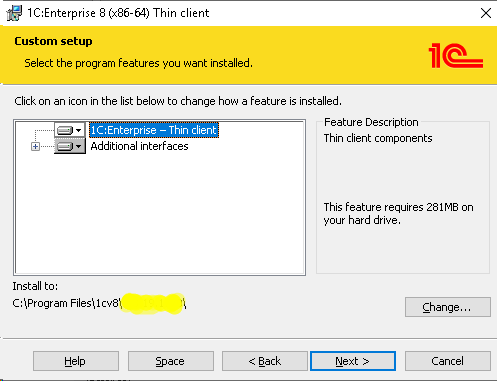 1C:Enterprise 8 (x86-64) Thin client
Custom setup
Select the program features you want installed.
1C
Click on an icon in the list below to change how a feature is installed.
1C:Enterprise – Thin client
Additional interfaces
Feature Description
Thin client components
This feature requires 281MB on
your hard drive.
Install to:
C:\Program Files\1cv8\ \
Change...
Help
Space
< Back
Next >
Cancel